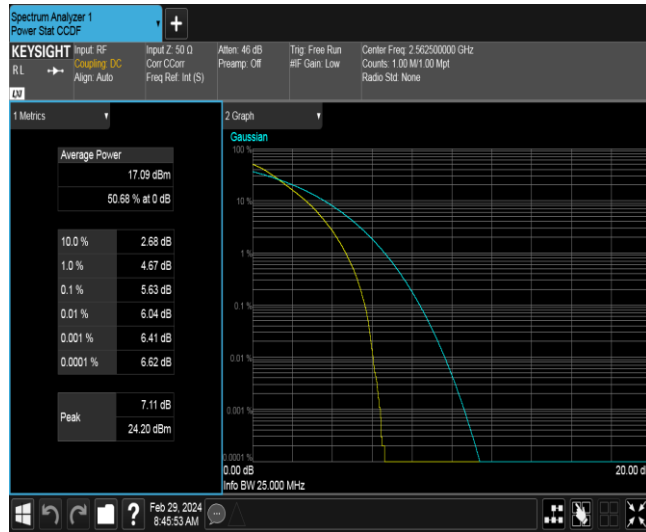 Spectrum Analyzer 1
Power Stat CCDF
+
KEYSIGHT
R L
LXI
Input: RF
Coupling: DC
Align: Auto
Input Z: 50 Ω
Corr CCorr
Freq Ref: Int (S)
Atten: 46 dB
Preamp: Off
Trig: Free Run
#IF Gain: Low
Center Freq: 2.562500000 GHz
Counts: 1.00 M/1.00 Mpt
Radio Std: None
1 Metrics
Average Power
17.09 dBm
50.68 % at 0 dB
10.0 % 2.68 dB
1.0 % 4.67 dB
0.1 % 5.63 dB
0.01 % 6.04 dB
0.001 % 6.41 dB
0.0001 % 6.62 dB
Peak
7.11 dB
24.20 dBm
2 Graph
Gaussian
100 %
10 %
1 %
0.1 %
0.01 %
0.001 %
0.0001 %
0.00 dB
20.00 dB
Info BW 25.000 MHz
?
Feb 29, 2024
8:45:53 AM